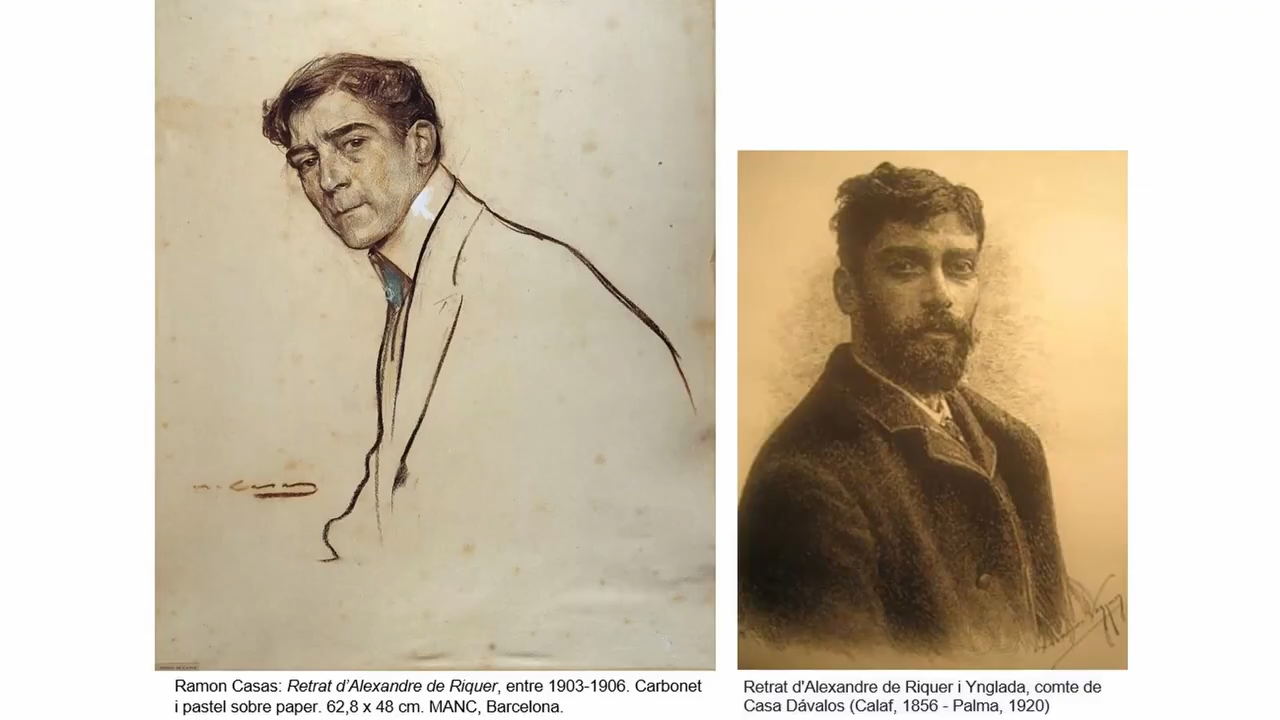 Ramon Casas: Retrat d'Alexandre de Riquer, entre 1903-1906. Carbonet
i pastel sobre paper. 62,8 x 48 cm. MANC, Barcelona.
Retrat d'Alexandre de Riquer i Ynglada, comte de
Casa Dávalos (Calaf, 1856 - Palma, 1920)